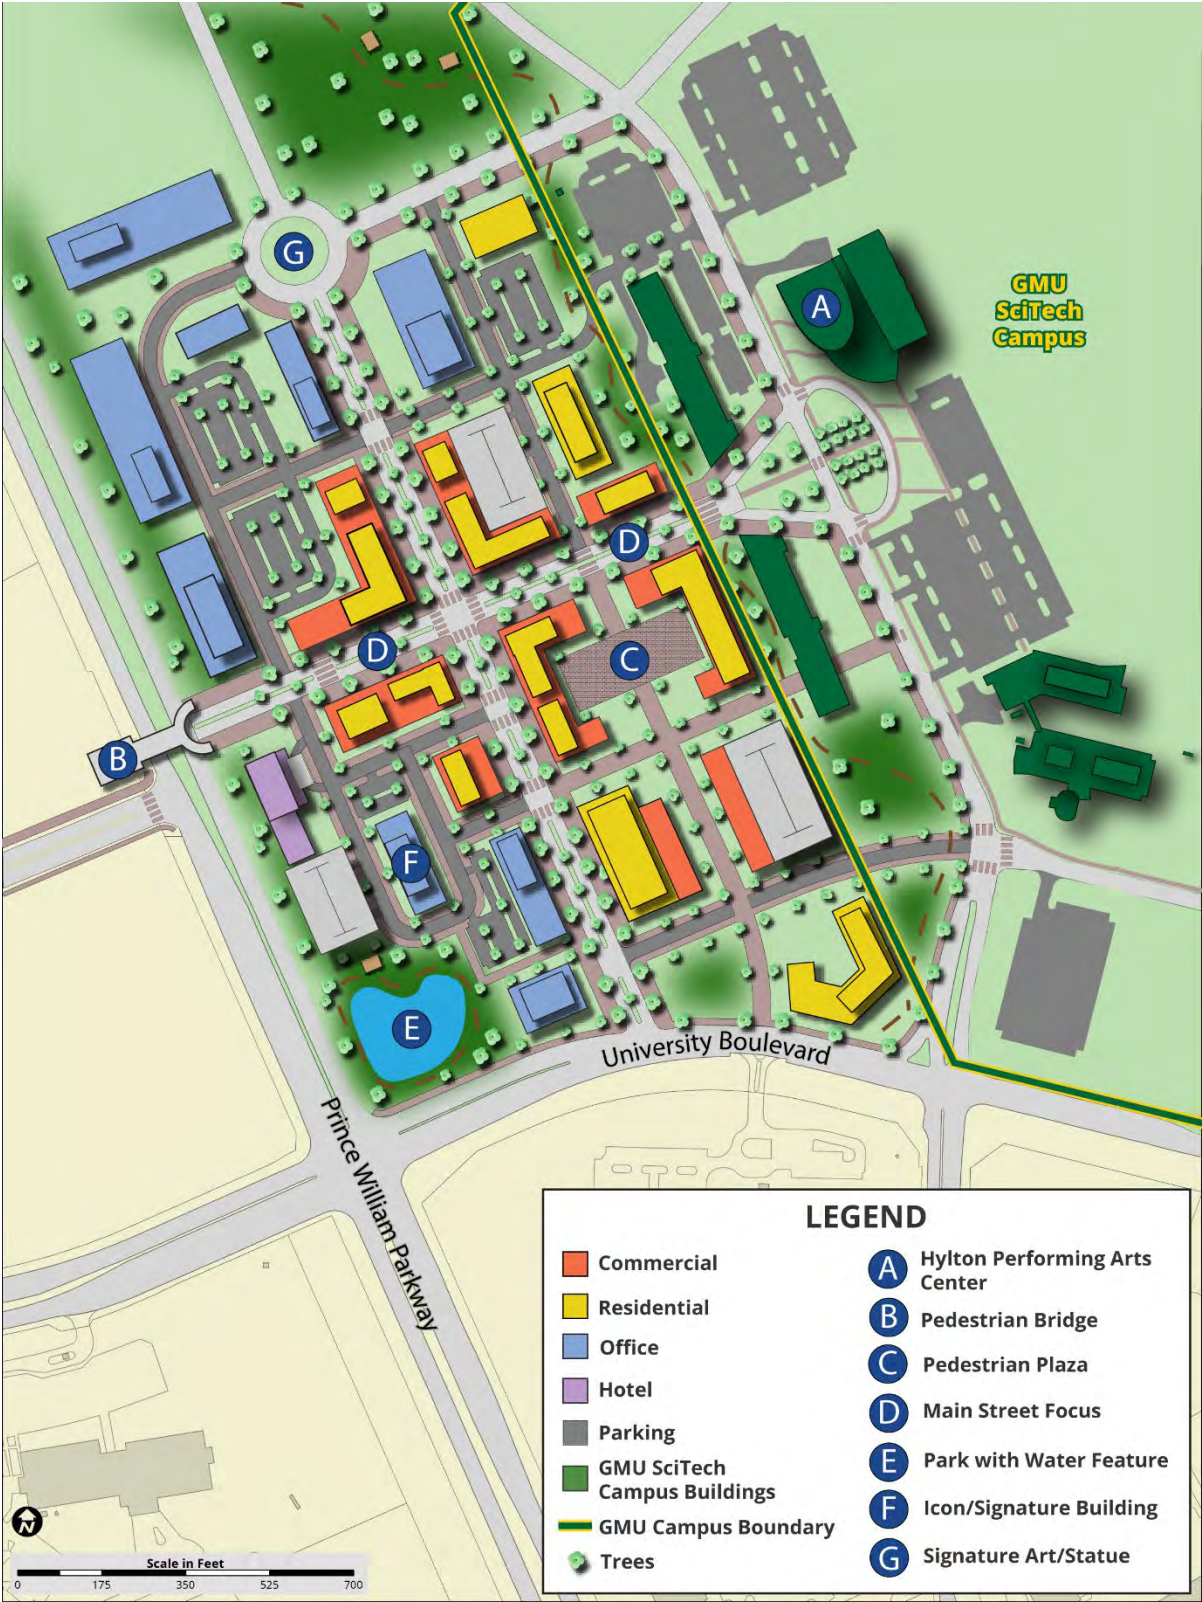 G
A
GMU
SciTech
Campus
D
D
C
B
F
E
University Boulevard
Prince William Parkway
LEGEND
Commercial
Residential
Office
Hotel
Parking
GMU SciTech
Campus Buildings
GMU Campus Boundary
Trees
A Hylton Performing Arts
Center
B Pedestrian Bridge
C Pedestrian Plaza
D Main Street Focus
E Park with Water Feature
F Icon/Signature Building
G Signature Art/Statue
N
Scale in Feet
0 175 350 525 700